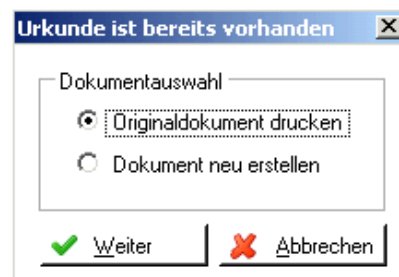 Urkunde ist bereits vorhanden
Dokumentauswahl
Originaldokument drucken
Dokument neu erstellen
Weiter
Abbrechen